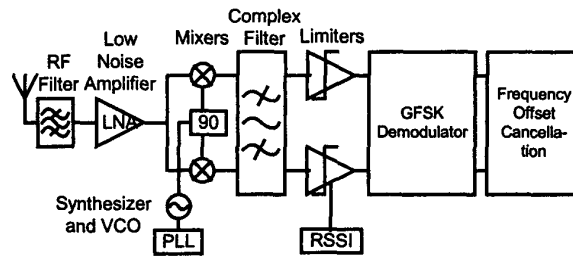 Complex
Filter
Low
Noise
Amplifier
Mixers
Limiters
RF
Filter
LNA
90
GFSK
Demodulator
Frequency
Offset
Cancella-
tion
Synthesizer
and VCO
PLL
RSSI